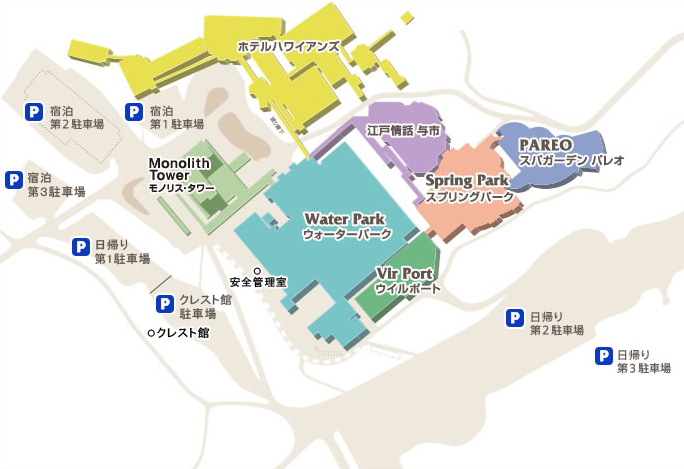 ホテルハワイアンズ
P 宿泊
第2駐車場
P 宿泊
第1駐車場
江戸情話 与市
PAREO
スパガーデン パレオ
Monolith
Tower
モノリス・タワー
P 宿泊
第3駐車場
Spring Park
スプリングパーク
Water Park
ウォーターパーク
P 日帰り
第1駐車場
Vir Port
ウイルポート
安全管理室
P クレスト館
駐車場
クレスト館
P 日帰り
第2駐車場
P 日帰り
第3駐車場